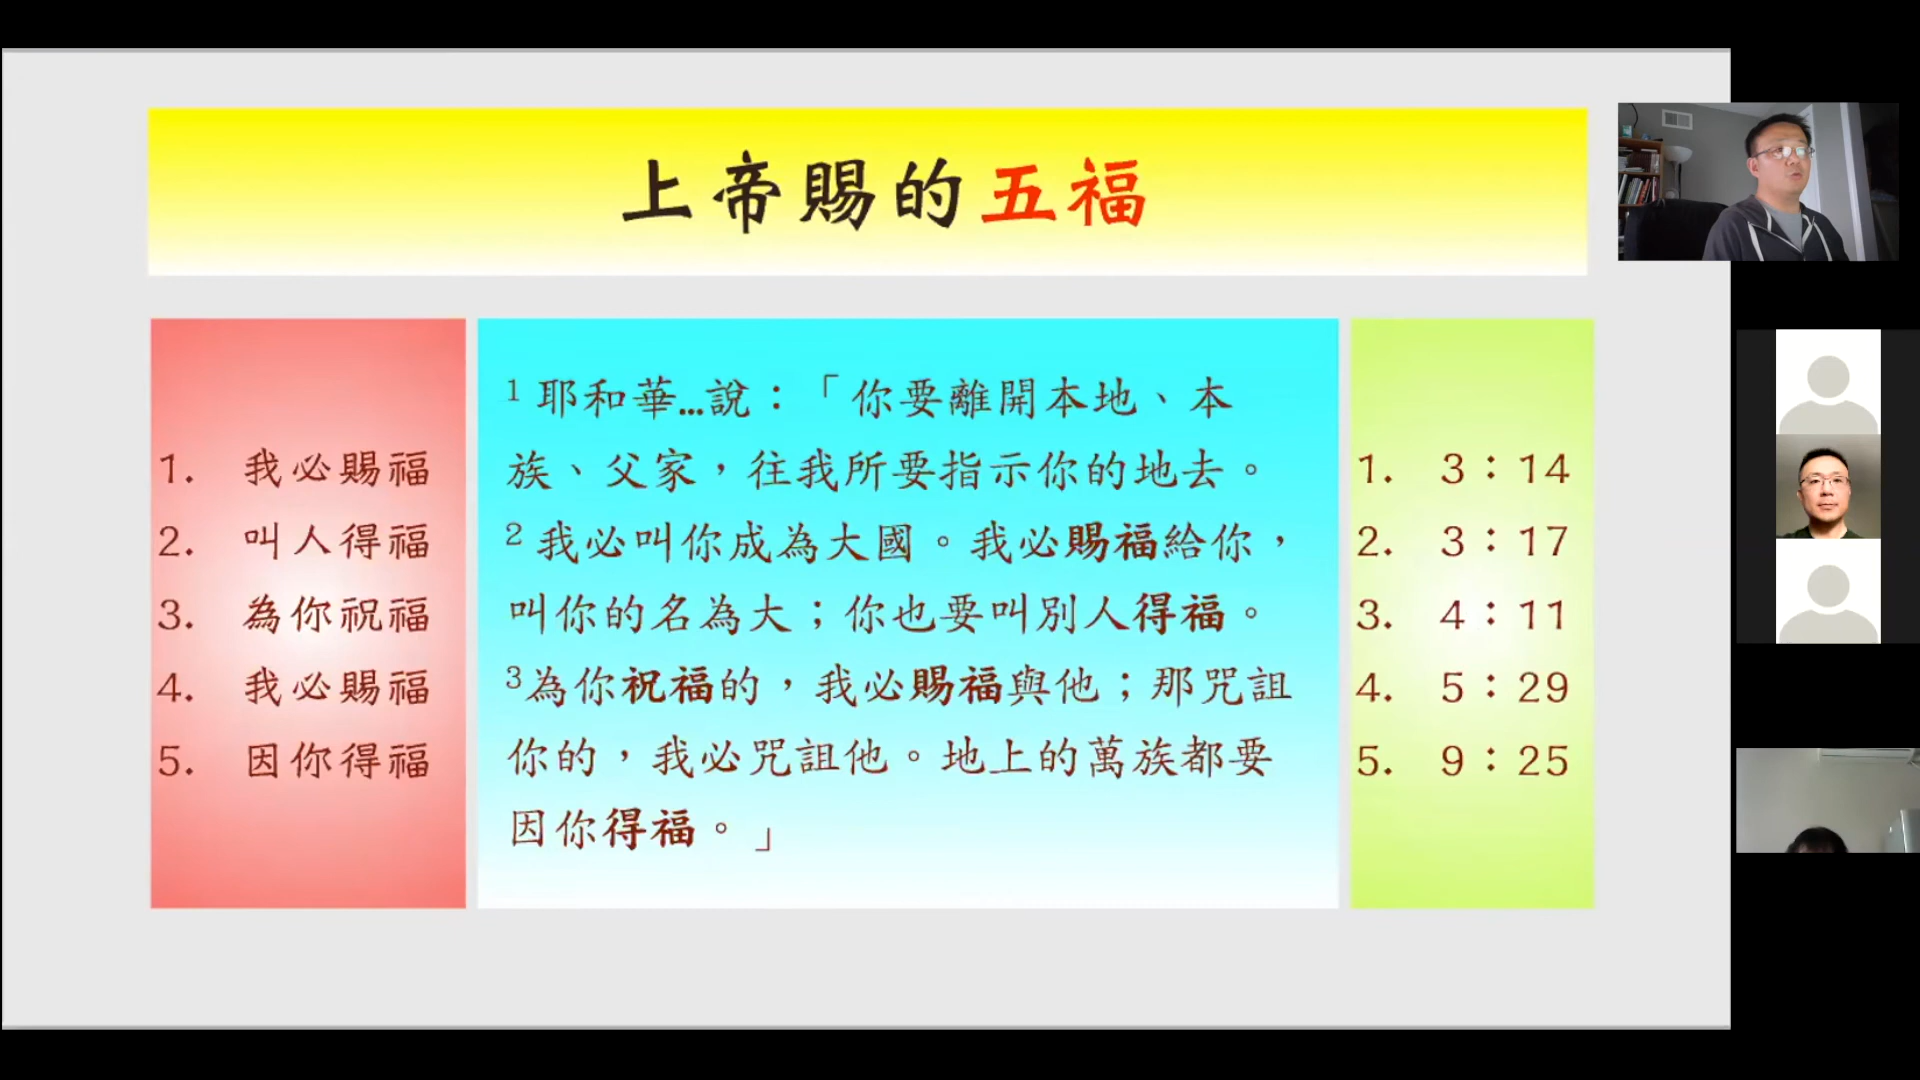 上帝賜的五福
1. 我必賜福
2. 叫人得福
3. 為你祝福
4. 我必賜福
5. 因你得福
1 耶和華…說：「你要離開本地、本
族、父家，往我所要指示你的地去。
2 我必叫你成為大國。我必賜福給你，
叫你的名為大；你也要叫別人得福。
3為你祝福的，我必賜福與他；那咒詛
你的，我必咒詛他。地上的萬族都要
因你得福。」
1. 3：14
2. 3：17
3. 4：11
4. 5：29
5. 9：25